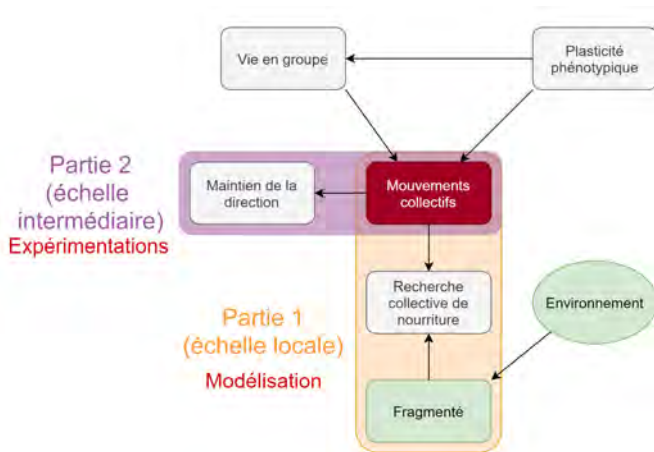 Vie en groupe
Plasticité
phénotypique
Partie 2
(échelle
intermédiaire)
Expérimentations
Maintien de la
direction
Mouvements
collectifs
Recherche
collective de
nourriture
Environnement
Partie 1
(échelle locale)
Modélisation
Fragmenté